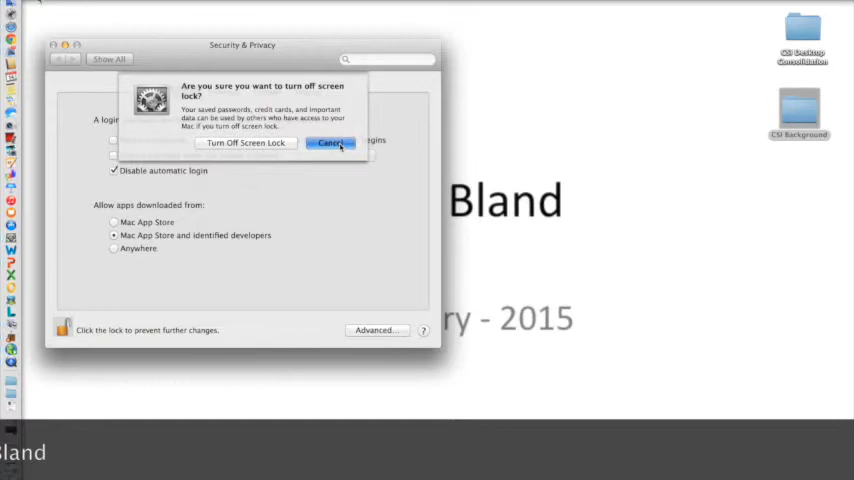 Security & Privacy
Show All
CSI Desktop
Consolidation
Are you sure you want to turn off screen
lock?
Your saved passwords, credit cards, and important
data can be used by others who have access to your
Mac if you turn off screen lock.
A login
Turn Off Screen Lock
Cancel
egins
CSI Background
Disable automatic login
Bland
Allow apps downloaded from:
Mac App Store
Mac App Store and identified developers
Anywhere
ry - 2015
Click the lock to prevent further changes.
Advanced...
?
Bland